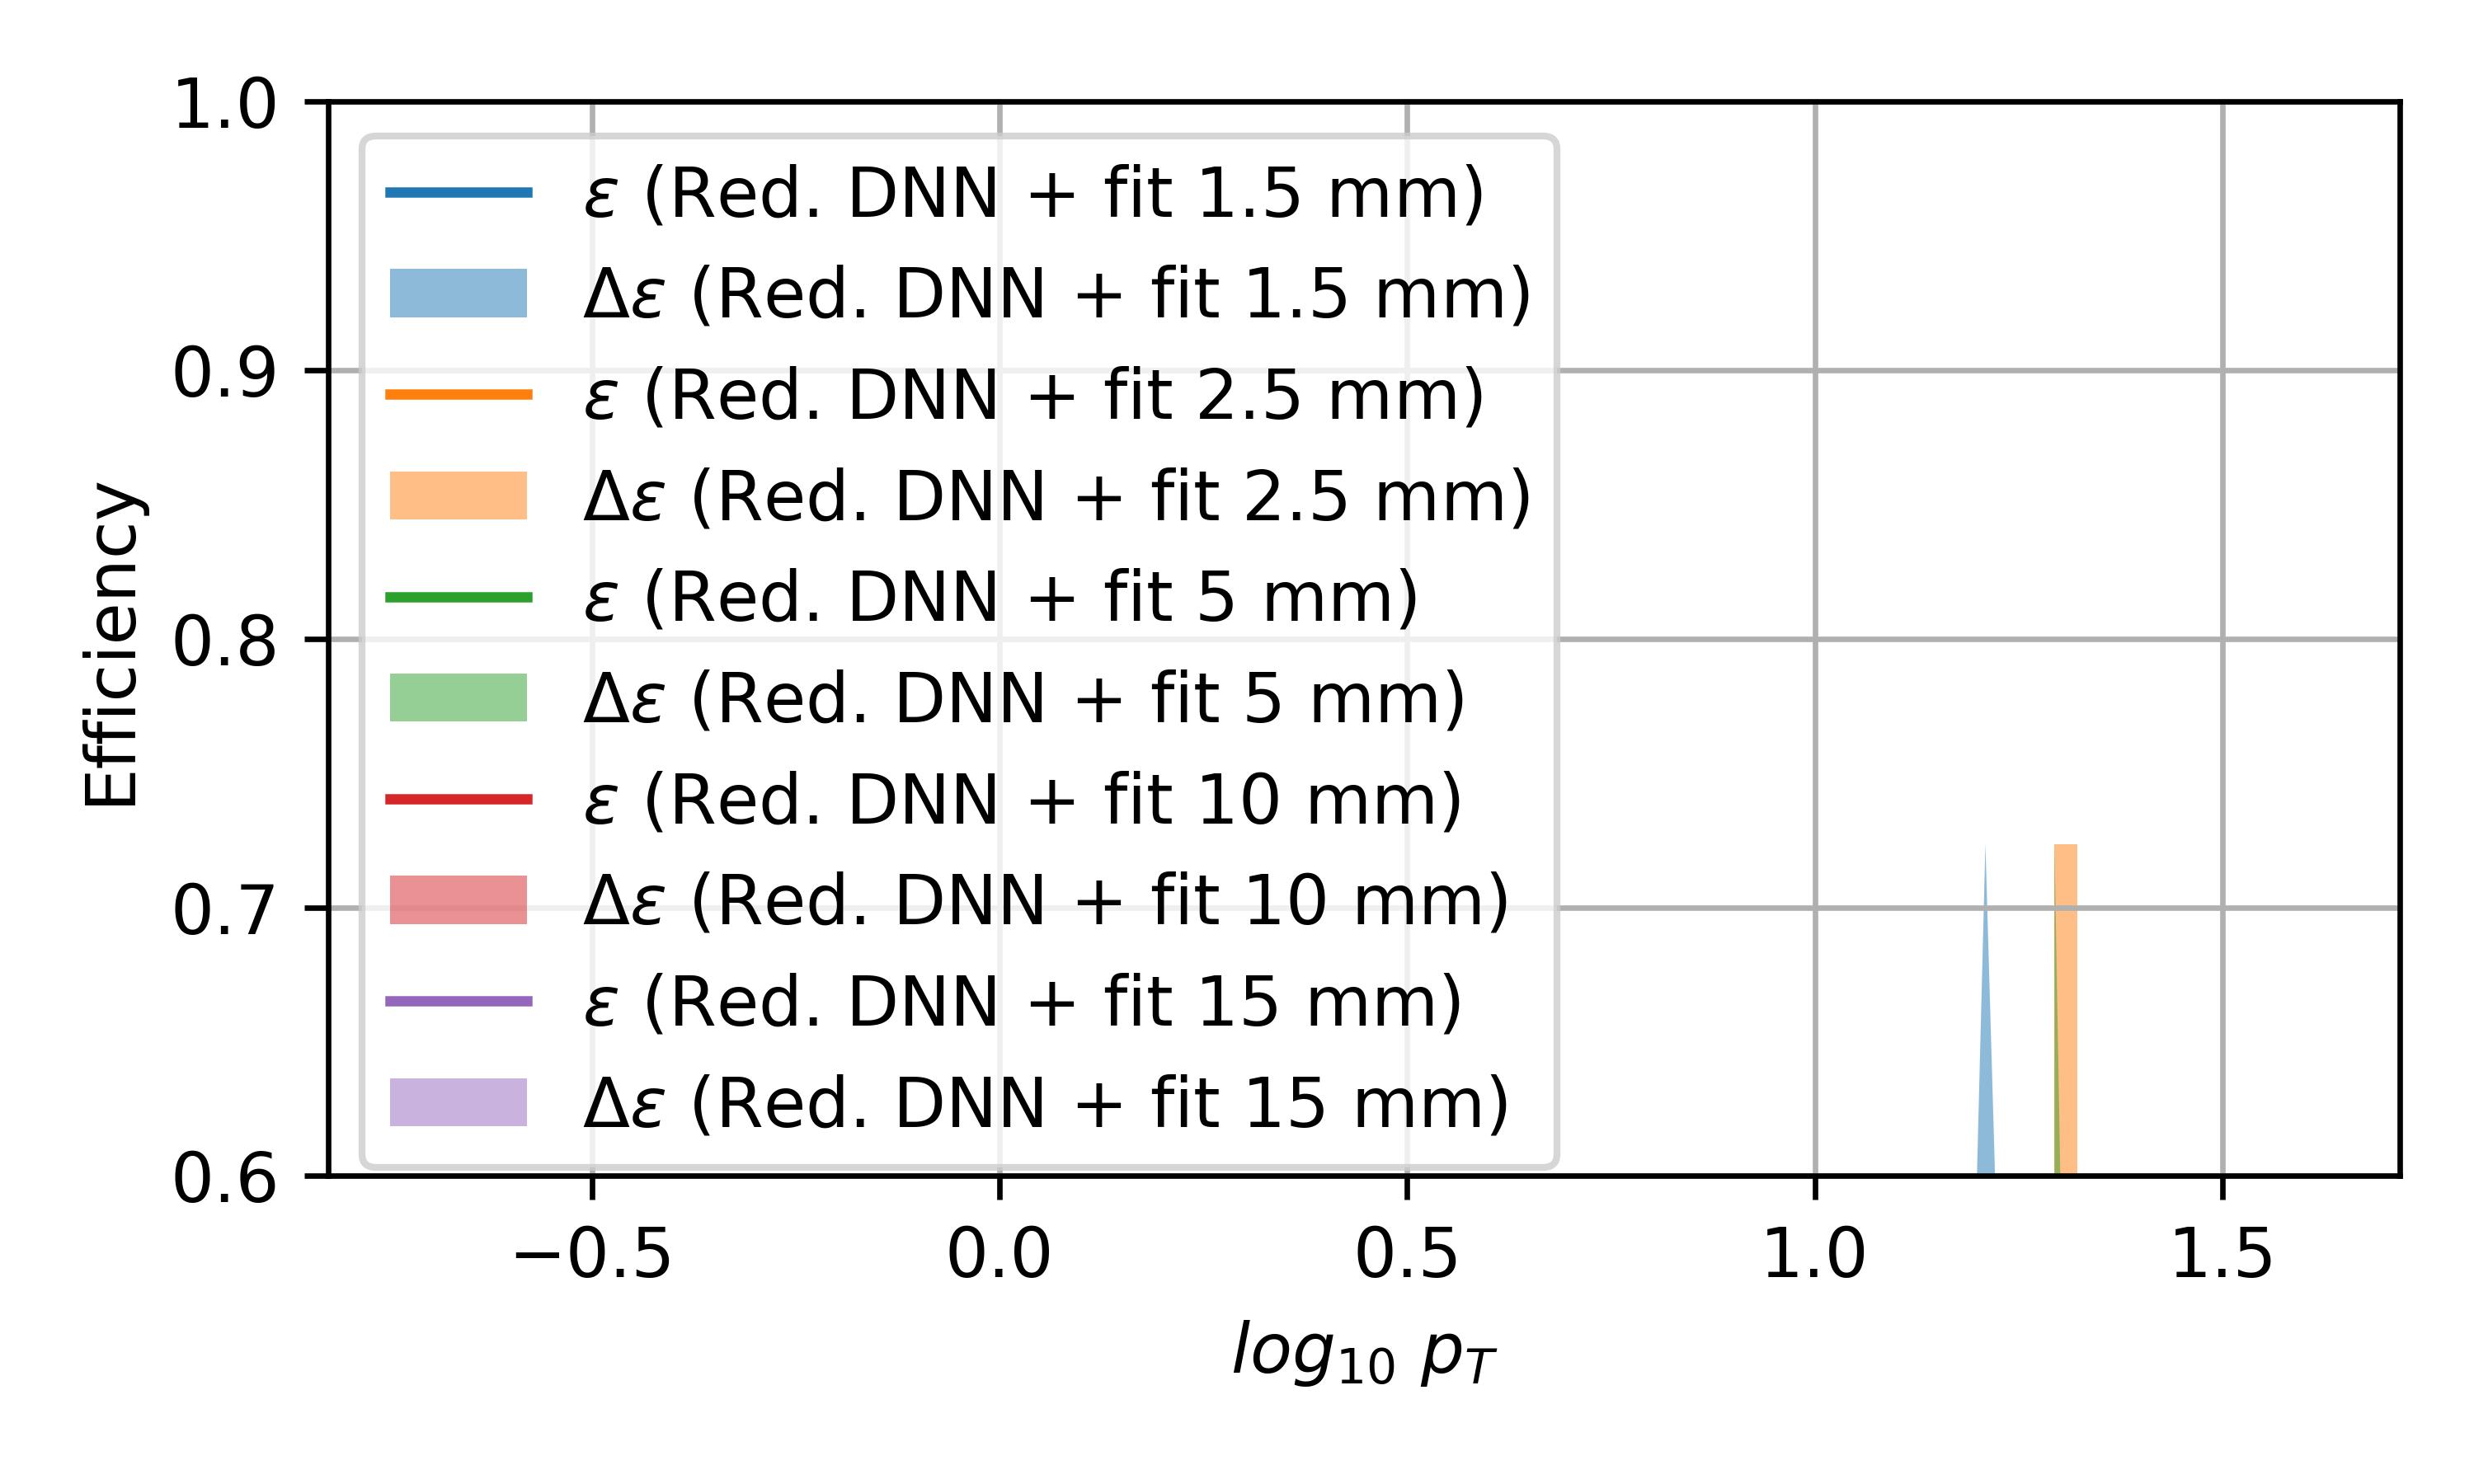 1.0
0.9
0.8
0.7
0.6
Efficiency
ε (Red. DNN + fit 1.5 mm)
Δε (Red. DNN + fit 1.5 mm)
ε (Red. DNN + fit 2.5 mm)
Δε (Red. DNN + fit 2.5 mm)
ε (Red. DNN + fit 5 mm)
Δε (Red. DNN + fit 5 mm)
ε (Red. DNN + fit 10 mm)
Δε (Red. DNN + fit 10 mm)
ε (Red. DNN + fit 15 mm)
Δε (Red. DNN + fit 15 mm)
−0.5 0.0 0.5 1.0 1.5
log₁₀ p_T